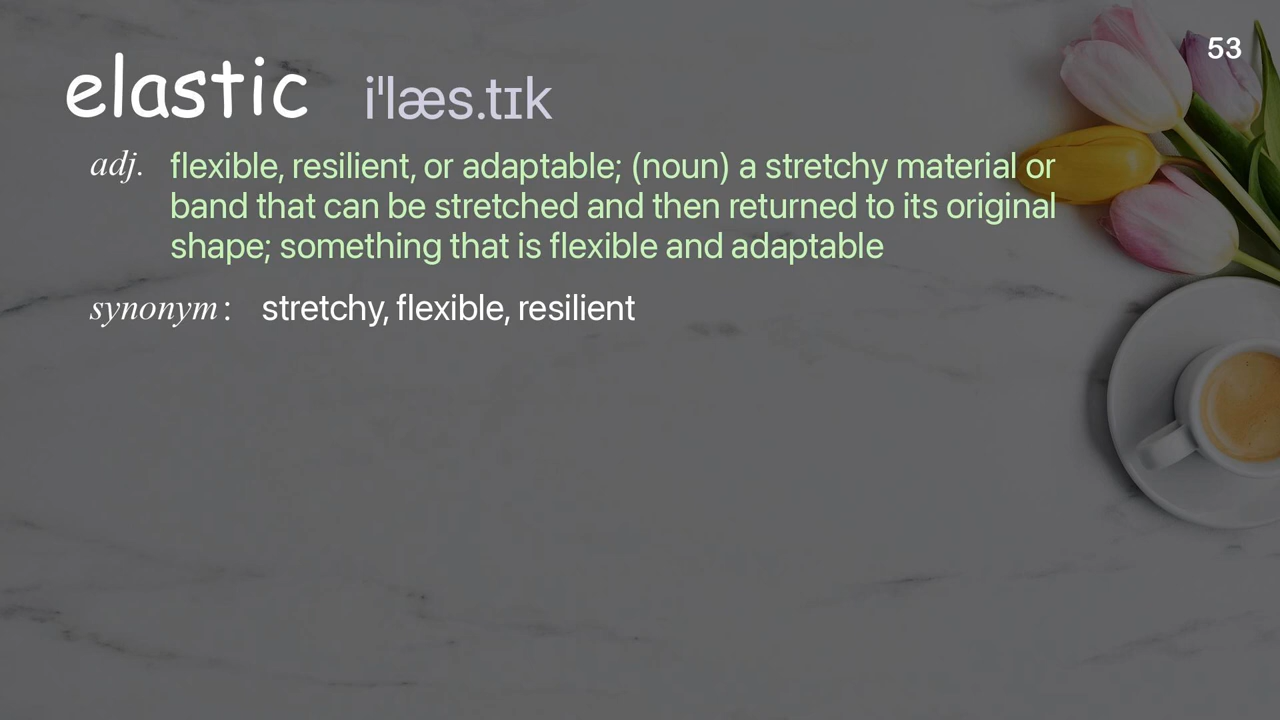 53
elastic iˈlæs.tɪk
adj. flexible, resilient, or adaptable; (noun) a stretchy material or
band that can be stretched and then returned to its original
shape; something that is flexible and adaptable
synonym: stretchy, flexible, resilient